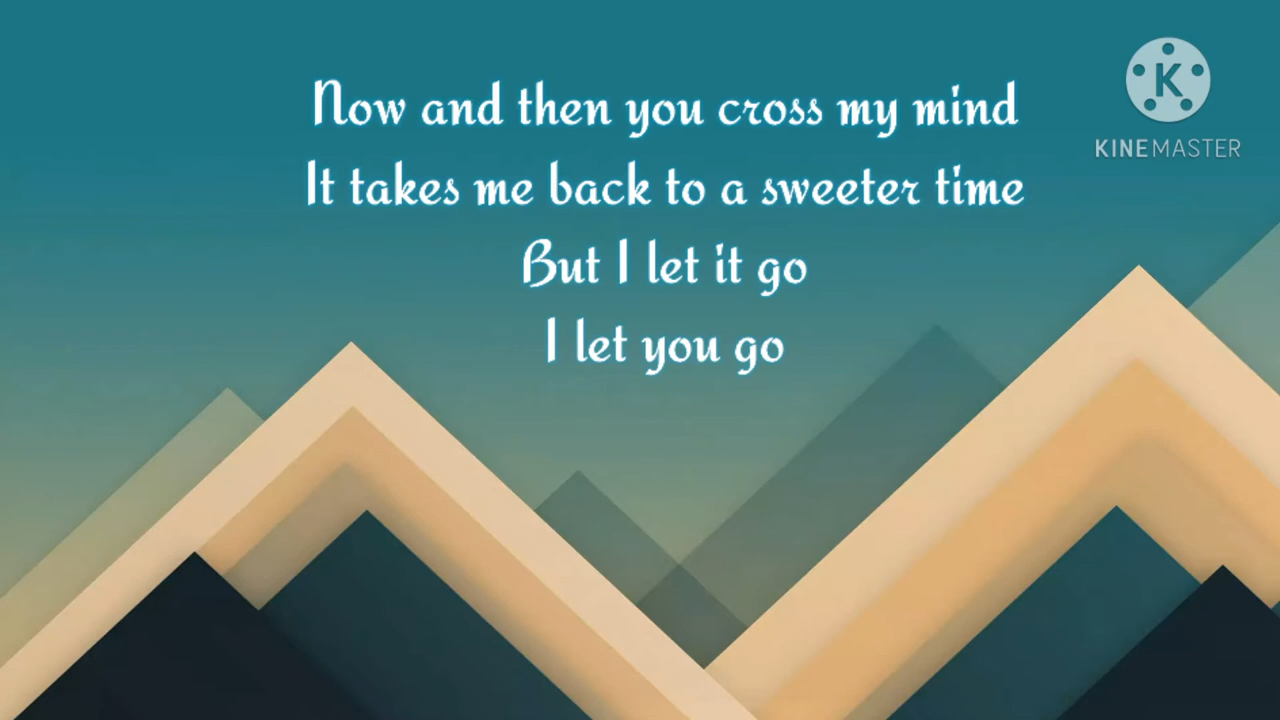 Now and then you cross my mind
It takes me back to a sweeter time
But I let it go
I let you go
K
KINEMASTER